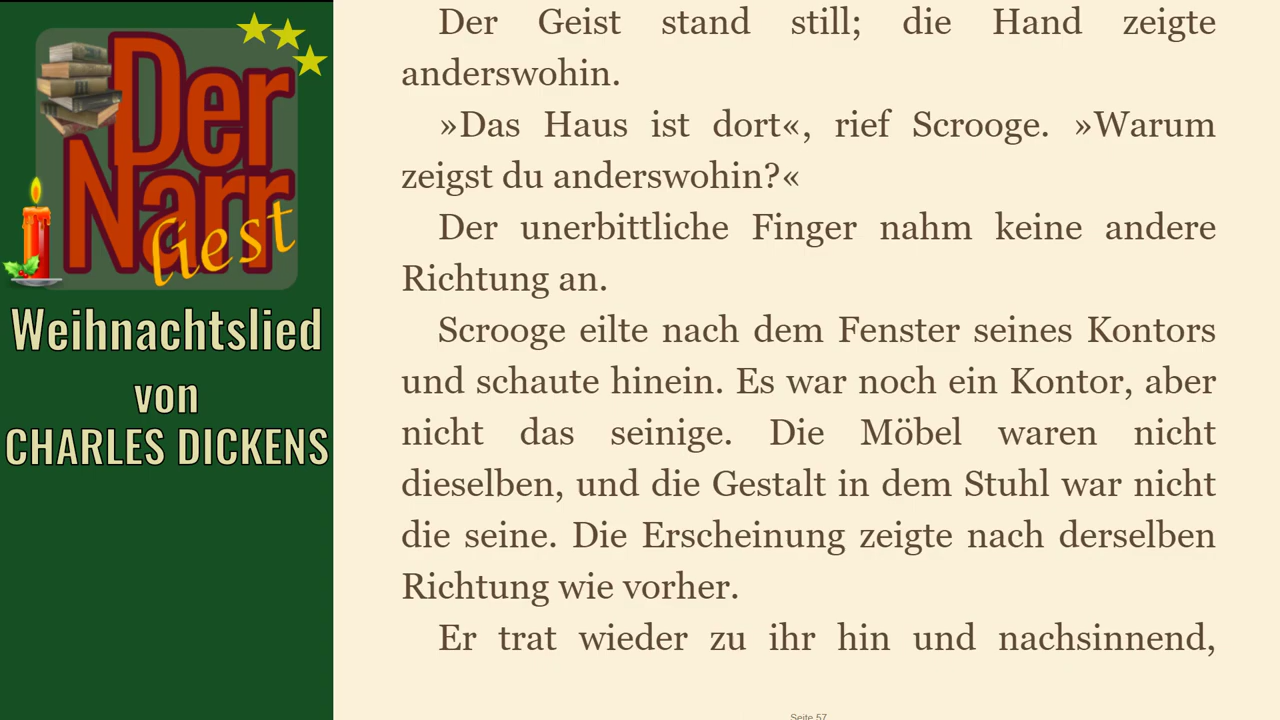 Der
Narr
liest
Weihnachtslied
von
CHARLES DICKENS
Der Geist stand still; die Hand zeigte
anderswohin.
»Das Haus ist dort«, rief Scrooge. »Warum
zeigst du anderswohin?«
Der unerbittliche Finger nahm keine andere
Richtung an.
Scrooge eilte nach dem Fenster seines Kontors
und schaute hinein. Es war noch ein Kontor, aber
nicht das seinige. Die Möbel waren nicht
dieselben, und die Gestalt in dem Stuhl war nicht
die seine. Die Erscheinung zeigte nach derselben
Richtung wie vorher.
Er trat wieder zu ihr hin und nachsinnend,
Seite 57